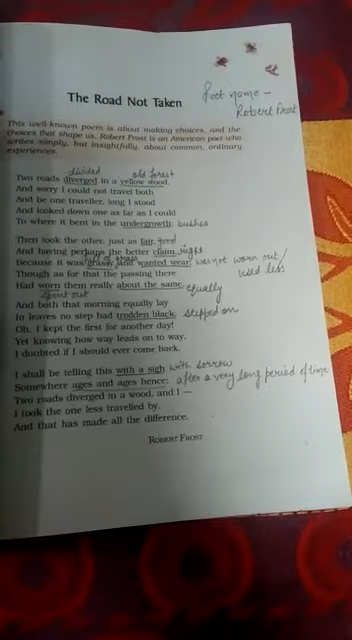 The Road Not Taken
Poet name -
Robert Frost
This well-known poem is about making choices, and the
choices that shape us. Robert Frost is an American poet who
writes simply, but insightfully, about common, ordinary
experiences.
divided old forest
Two roads diverged in a yellow wood,
And sorry I could not travel both
And be one traveller, long I stood
And looked down one as far as I could
To where it bent in the undergrowth; bushes
Then took the other, just as fair, good
And having perhaps the better claim, right
Because it was grassy and wanted wear; was not worn out/
used less
Though as for that the passing there
Had worn them really about the same, equally
And both that morning equally lay
In leaves no step had trodden black. stepped on
Oh, I kept the first for another day!
Yet knowing how way leads on to way,
I doubted if I should ever come back.
I shall be telling this with a sigh with sorrow
Somewhere ages and ages hence: after a very long period of time
Two roads diverged in a wood, and I —
I took the one less travelled by,
And that has made all the difference.
ROBERT FROST